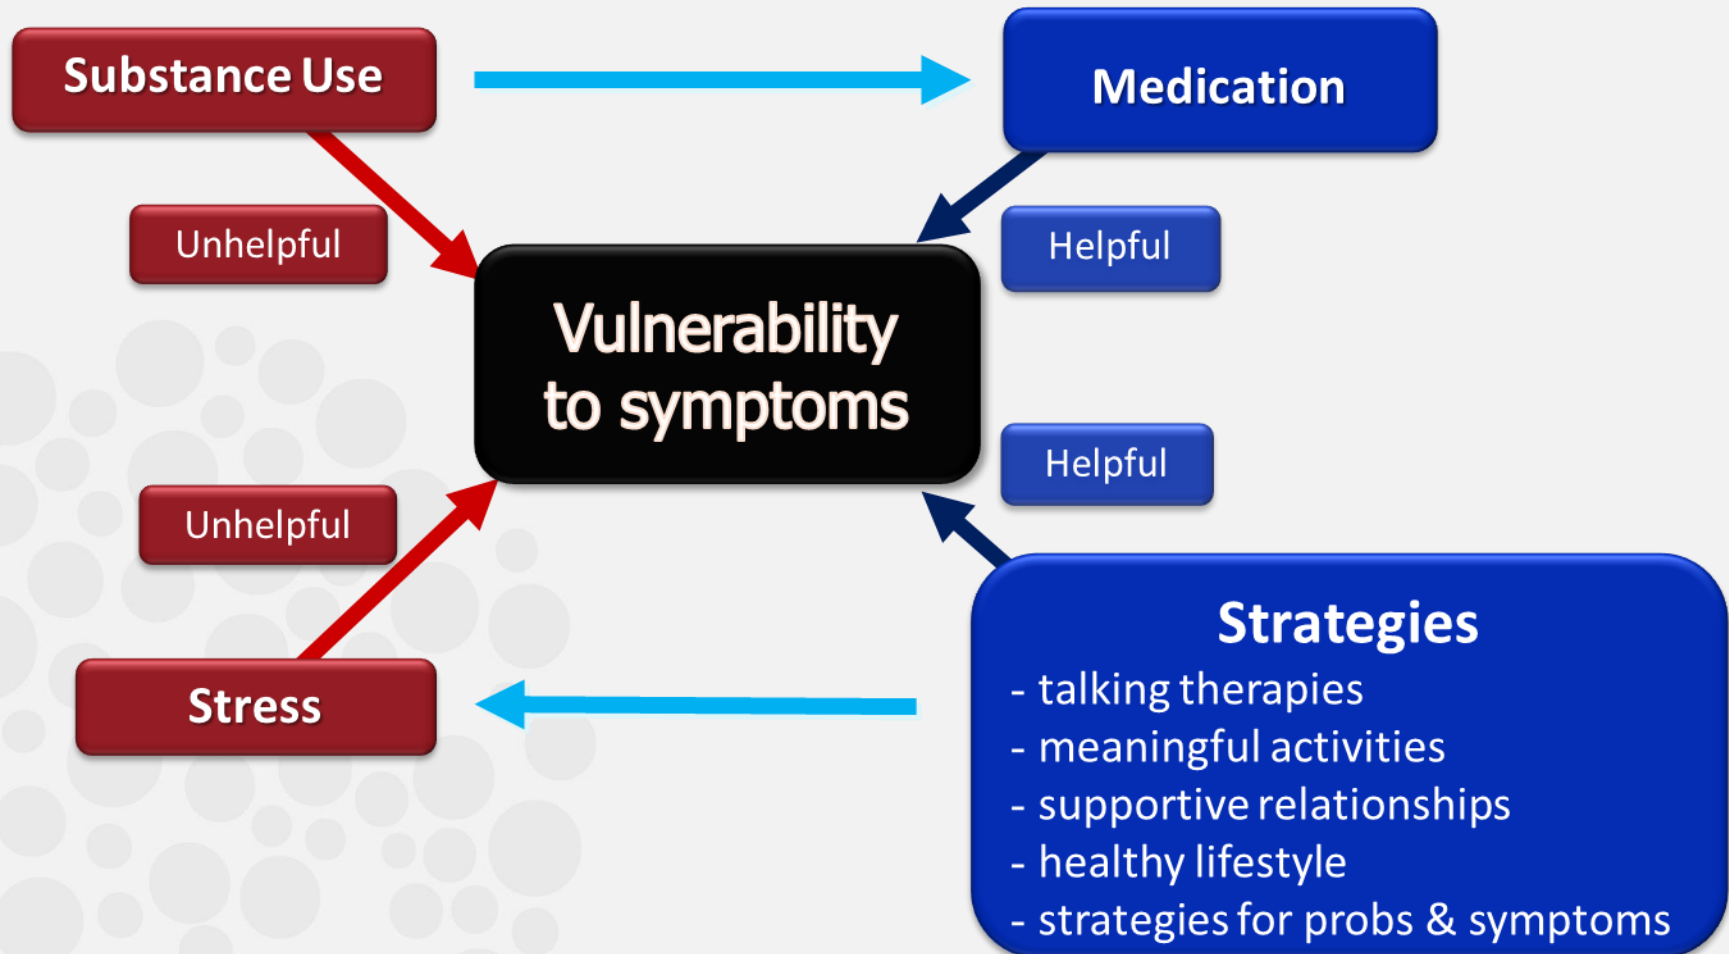 Substance Use
Medication
Unhelpful
Helpful
Vulnerability
to symptoms
Helpful
Unhelpful
Stress
Strategies
- talking therapies
- meaningful activities
- supportive relationships
- healthy lifestyle
- strategies for probs & symptoms